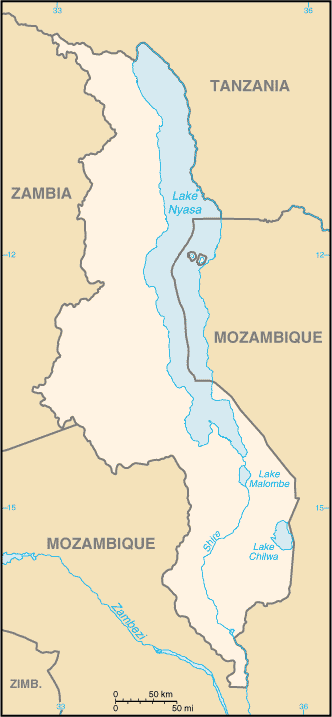 33
36
TANZANIA
ZAMBIA
Lake
Nyasa
12
12
MOZAMBIQUE
Lake
Malombe
15
15
MOZAMBIQUE
Shire
Lake
Chilwa
Zambezi
ZIMB.
0 50 km
0 50 mi
33
36